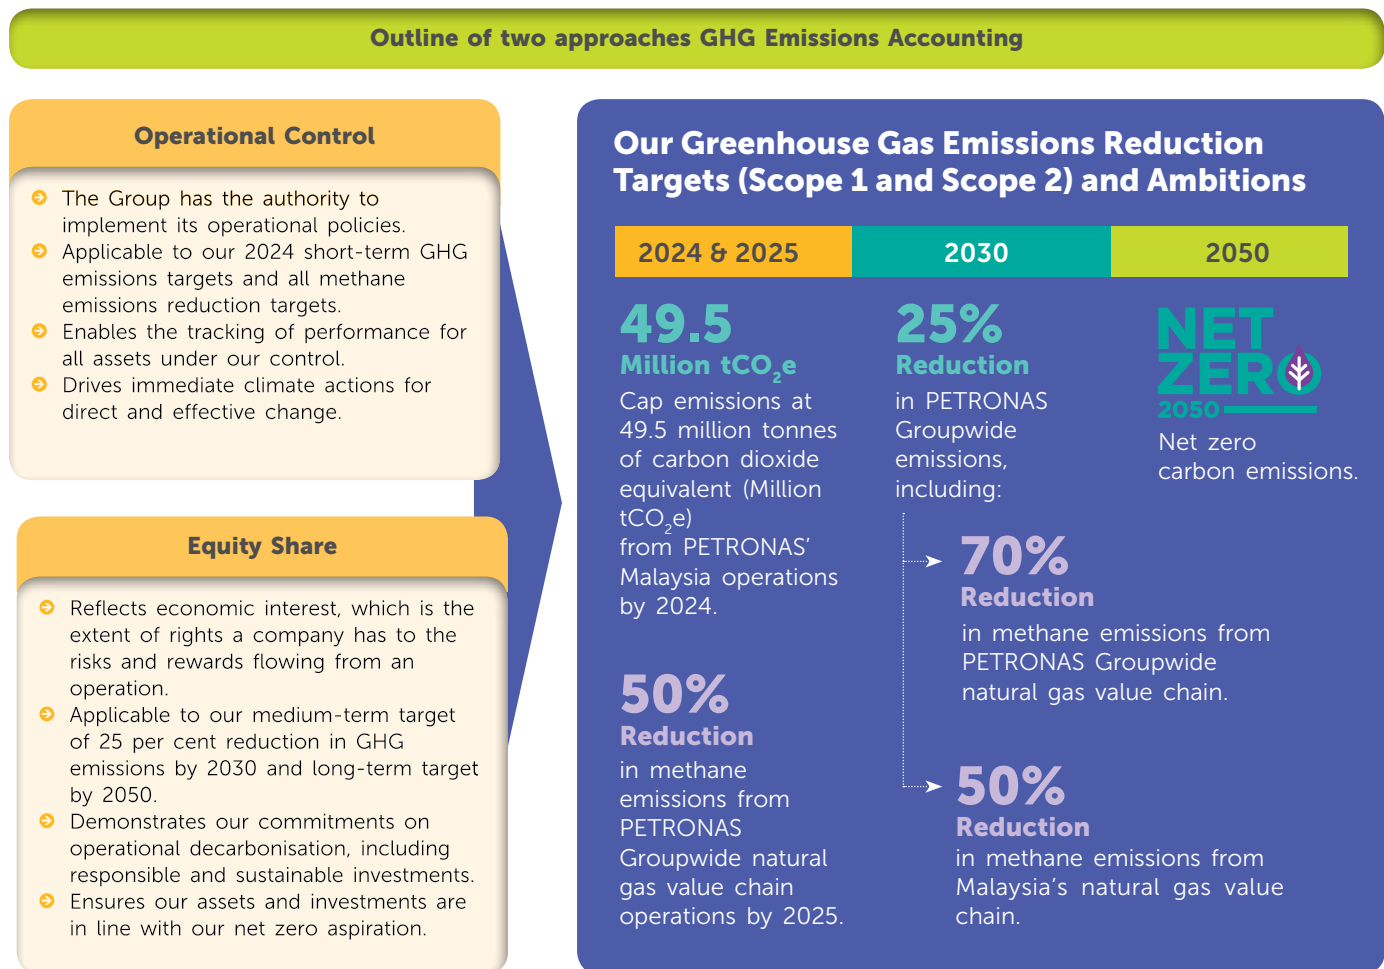 Outline of two approaches GHG Emissions Accounting
Operational Control
The Group has the authority to
implement its operational policies.
Applicable to our 2024 short-term GHG
emissions targets and all methane
emissions reduction targets.
Enables the tracking of performance for
all assets under our control.
Drives immediate climate actions for
direct and effective change.
Equity Share
Reflects economic interest, which is the
extent of rights a company has to the
risks and rewards flowing from an
operation.
Applicable to our medium-term target
of 25 per cent reduction in GHG
emissions by 2030 and long-term target
by 2050.
Demonstrates our commitments on
operational decarbonisation, including
responsible and sustainable investments.
Ensures our assets and investments are
in line with our net zero aspiration.
Our Greenhouse Gas Emissions Reduction
Targets (Scope 1 and Scope 2) and Ambitions
2024 & 2025
2030
2050
49.5
Million tCO₂e
Cap emissions at
49.5 million tonnes
of carbon dioxide
equivalent (Million
tCO₂e)
from PETRONAS’
Malaysia operations
by 2024.
50%
Reduction
in methane
emissions from
PETRONAS
Groupwide natural
gas value chain
operations by 2025.
25%
Reduction
in PETRONAS
Groupwide
emissions,
including:
70%
Reduction
in methane emissions from
PETRONAS Groupwide
natural gas value chain.
50%
Reduction
in methane emissions from
Malaysia’s natural gas value
chain.
NET
ZERO
2050
Net zero
carbon emissions.